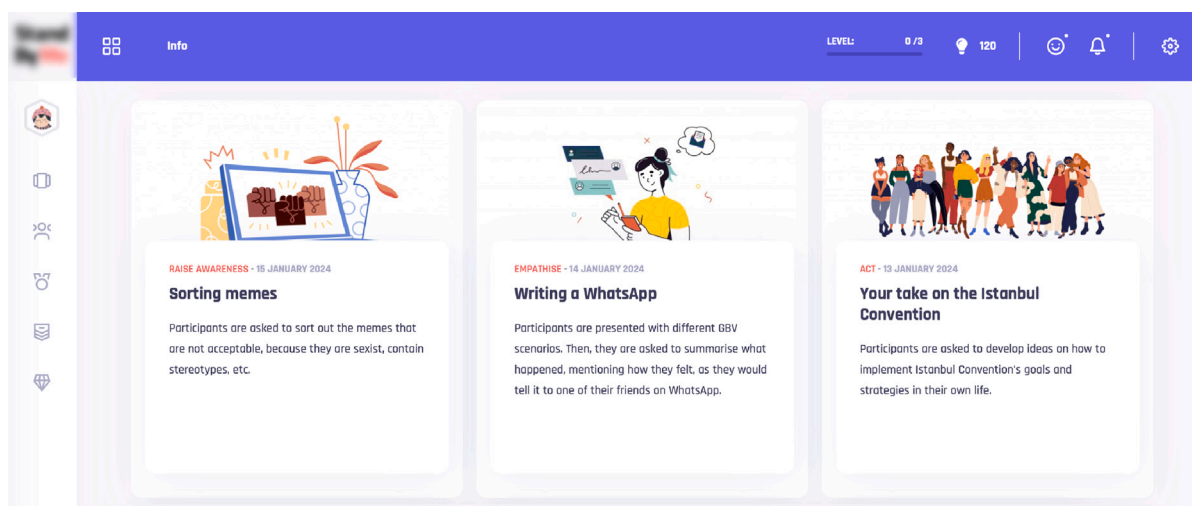 Info
LEVEL: 0 /3
120
RAISE AWARENESS - 15 JANUARY 2024
Sorting memes
Participants are asked to sort out the memes that
are not acceptable, because they are sexist, contain
stereotypes, etc.
EMPATHISE - 14 JANUARY 2024
Writing a WhatsApp
Participants are presented with different GBV
scenarios. Then, they are asked to summarise what
happened, mentioning how they felt, as they would
tell it to one of their friends on WhatsApp.
ACT - 13 JANUARY 2024
Your take on the Istanbul
Convention
Participants are asked to develop ideas on how to
implement Istanbul Convention's goals and
strategies in their own life.